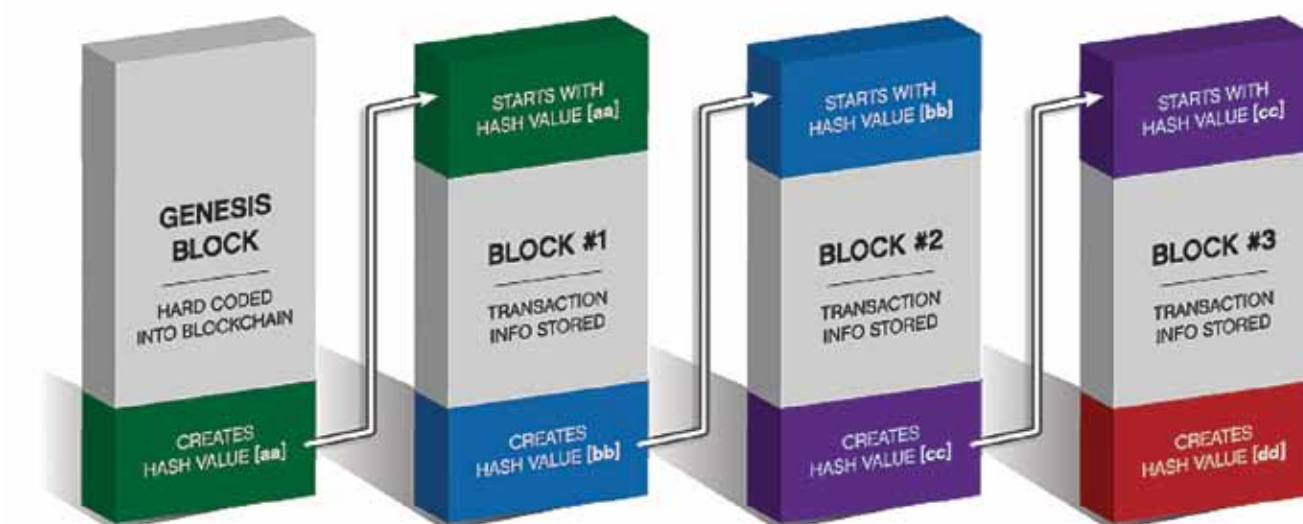 GENESIS
BLOCK
HARD CODED
INTO BLOCKCHAIN
CREATES
HASH VALUE [aa]
STARTS WITH
HASH VALUE [aa]
BLOCK #1
TRANSACTION
INFO STORED
CREATES
HASH VALUE [bb]
STARTS WITH
HASH VALUE [bb]
BLOCK #2
TRANSACTION
INFO STORED
CREATES
HASH VALUE [cc]
STARTS WITH
HASH VALUE [cc]
BLOCK #3
TRANSACTION
INFO STORED
CREATES
HASH VALUE [dd]